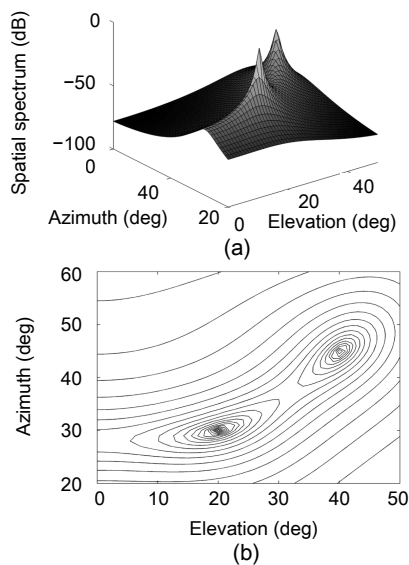 0
−50
−100
Spatial spectrum (dB)
0
40
20
Azimuth (deg)
0
20
40
Elevation (deg)
(a)
60
50
40
30
20
Azimuth (deg)
0
10
20
30
40
50
Elevation (deg)
(b)